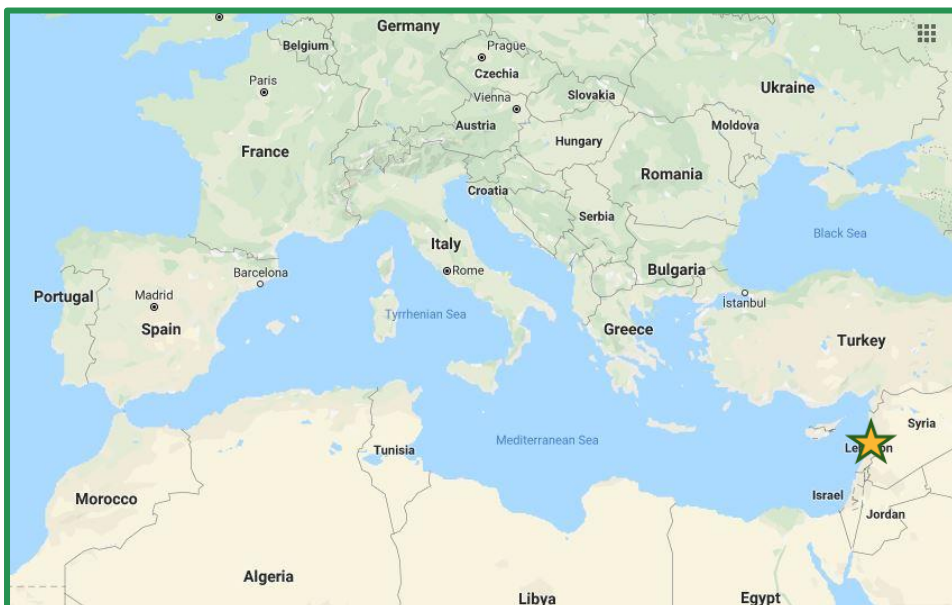 Germany
Belgium
Prague
Czechia
Paris
Ukraine
Slovakia
Vienna
Austria
Moldova
Hungary
France
Romania
Croatia
Serbia
Black Sea
Italy
Barcelona
Rome
Bulgaria
Portugal
Madrid
İstanbul
Tyrrhenian Sea
Spain
Greece
Turkey
Syria
Mediterranean Sea
Tunisia
Israel
Morocco
Jordan
Algeria
Libya
Egypt